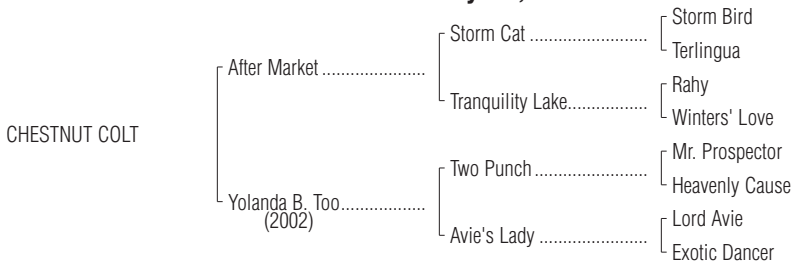 Storm Bird
Storm Cat ........................
Terlingua
After Market ......................
Rahy
Tranquility Lake.................
Winters' Love
CHESTNUT COLT
Mr. Prospector
Two Punch .......................
Heavenly Cause
Yolanda B. Too..................
(2002)
Lord Avie
Avie's Lady ......................
Exotic Dancer